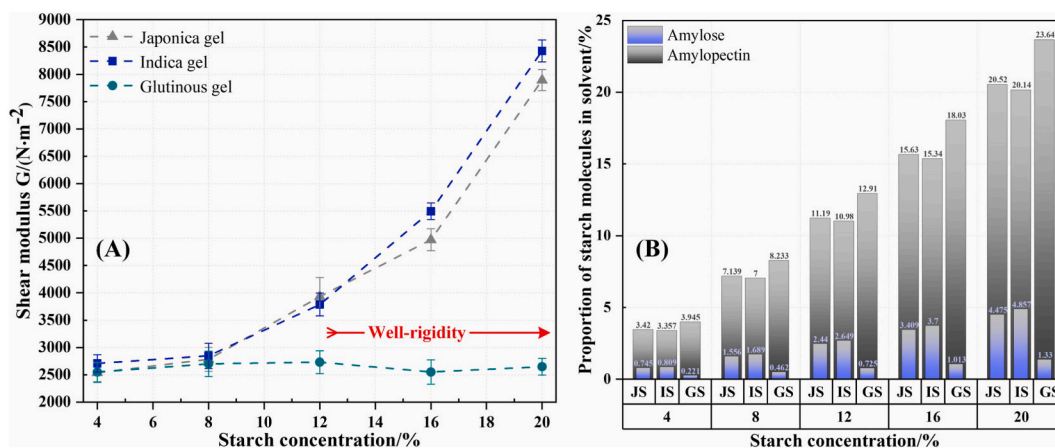 (A)
Shear modulus G/(N·m⁻²)
9000
8500
8000
7500
7000
6500
6000
5500
5000
4500
4000
3500
3000
2500
2000
Japonica gel
Indica gel
Glutinous gel
Well-rigidity
4 6 8 10 12 14 16 18 20
Starch concentration/%
(B)
Proportion of starch molecules in solvent/%
25
20
15
10
5
0
Amylose
Amylopectin
3.42 3.357 3.945
0.745 0.809 0.221
7.139 7 8.233
1.556 1.689 0.462
11.19 10.98 12.91
2.44 2.649 0.725
15.63 15.34 18.03
3.409 3.7 1.013
20.52 20.14 23.64
4.475 4.857 1.33
JS IS GS JS IS GS JS IS GS JS IS GS JS IS GS
4 8 12 16 20
Starch concentration/%